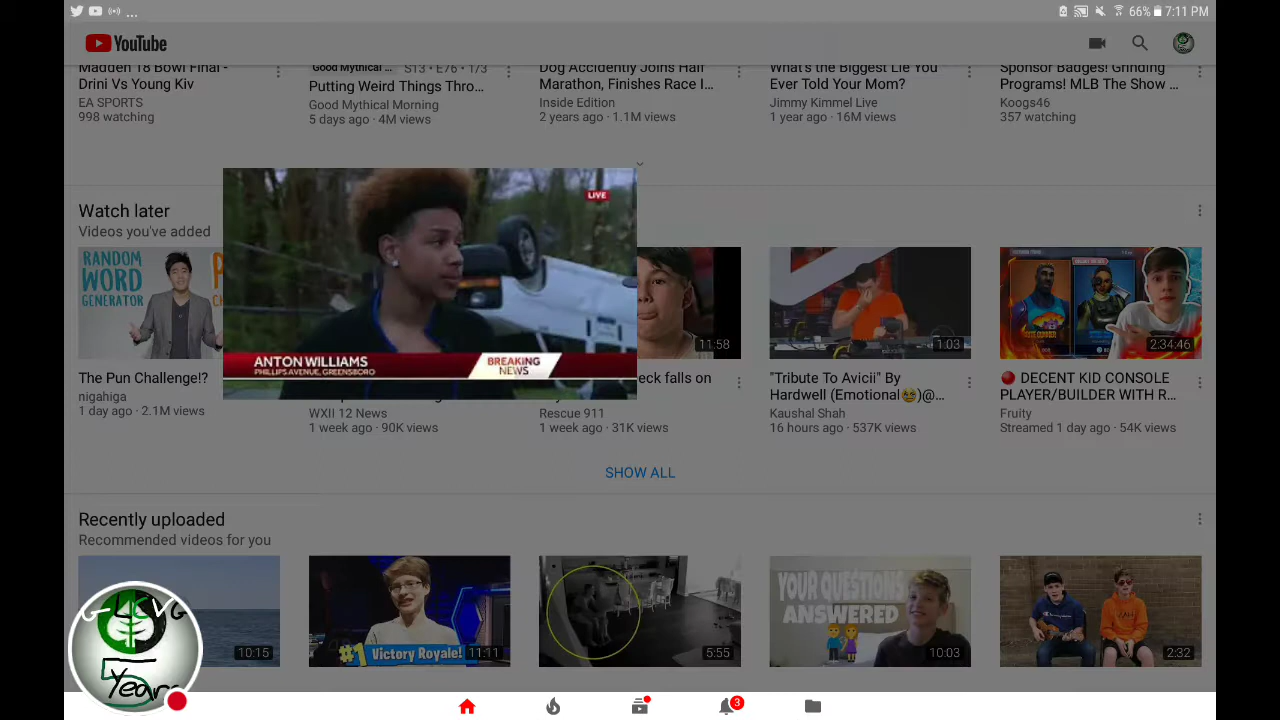 66% 7:11 PM
YouTube
Madden 18 Bowl Final -
Drini Vs Young Kiv
EA SPORTS
998 watching
Good Mythical ... S13 • E76 • 1/3
Putting Weird Things Thro...
Good Mythical Morning
5 days ago · 4M views
Dog Accidently Joins Half
Marathon, Finishes Race I...
Inside Edition
2 years ago · 1.1M views
What's the Biggest Lie You
Ever Told Your Mom?
Jimmy Kimmel Live
1 year ago · 16M views
Sponsor Badges! Grinding
Programs! MLB The Show ...
Koogs46
357 watching
Watch later
Videos you've added
RANDOM
WORD
GENERATOR
The Pun Challenge!?
nigahiga
1 day ago · 2.1M views
LIVE
ANTON WILLIAMS
PHILLIPS AVENUE, GREENSBORO
BREAKING
NEWS
WXII 12 News
1 week ago · 90K views
11:58
eck falls on
Rescue 911
1 week ago · 31K views
1:03
"Tribute To Avicii" By
Hardwell (Emotional😢)@...
Kaushal Shah
16 hours ago · 537K views
2:34:46
🔴 DECENT KID CONSOLE
PLAYER/BUILDER WITH R...
Fruity
Streamed 1 day ago · 54K views
SHOW ALL
Recently uploaded
Recommended videos for you
10:15
#1 Victory Royale!
11:11
5:55
YOUR QUESTIONS
ANSWERED
10:03
2:32
5
Years
3